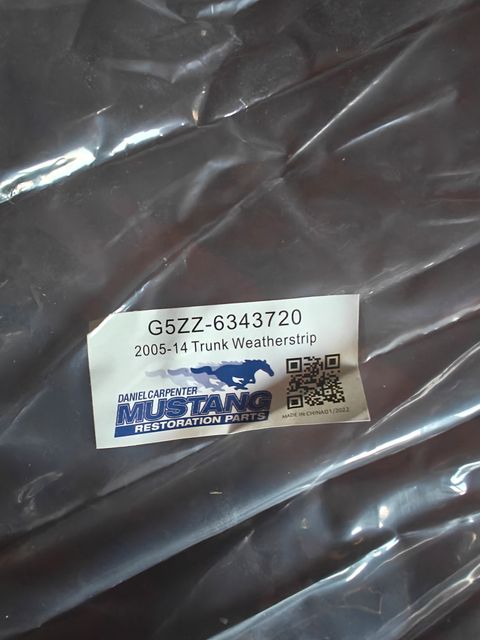 G5ZZ-6343720
2005-14 Trunk Weatherstrip
DANIEL CARPENTER
MUSTANG
RESTORATION PARTS
MADE IN CHINA01/2022